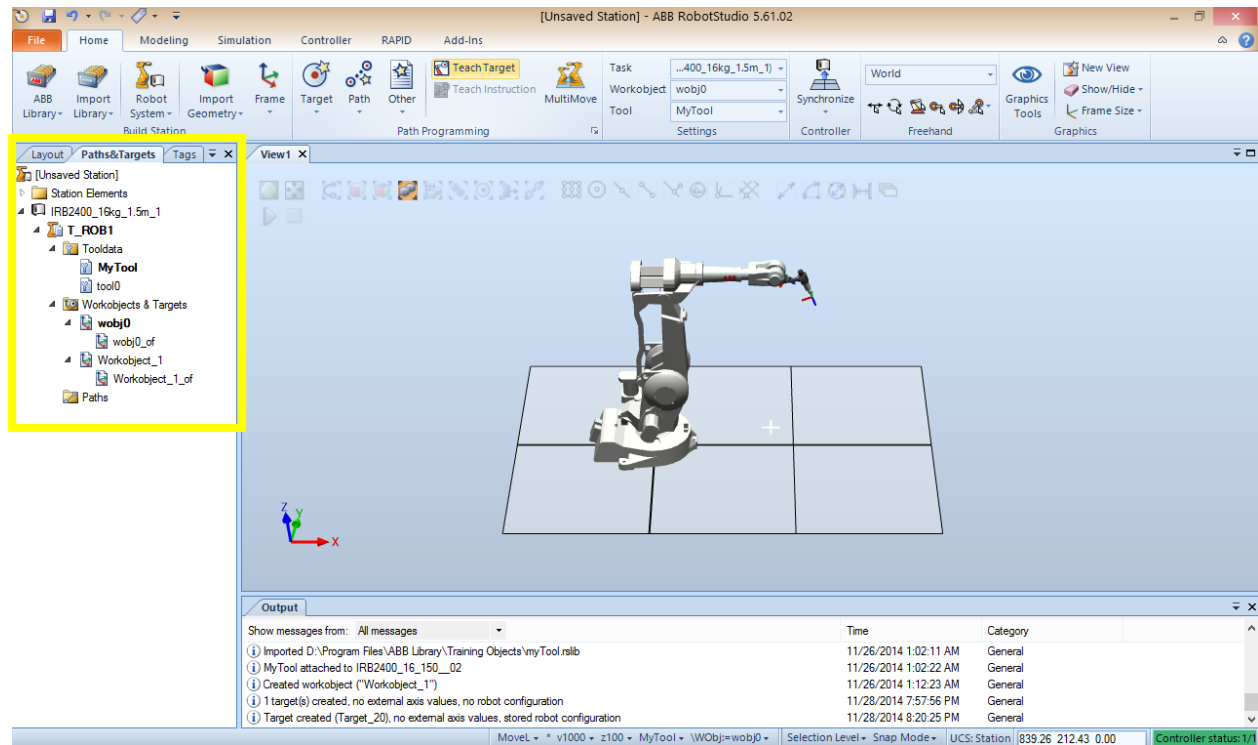 [Unsaved Station] - ABB RobotStudio 5.61.02
File Home Modeling Simulation Controller RAPID Add-Ins
ABB Library
Import Library
Robot System
Import Geometry
Frame
Build Station
Target
Path
Other
Teach Target
Teach Instruction
MultiMove
Path Programming
Task ...400_16kg_1.5m_1)
Workobject wobj0
Tool MyTool
Settings
Synchronize
Controller
World
Freehand
Graphics Tools
New View
Show/Hide
Frame Size
Graphics
Layout Paths&Targets Tags
[Unsaved Station]
Station Elements
IRB2400_16kg_1.5m_1
T_ROB1
Tooldata
MyTool
tool0
Workobjects & Targets
wobj0
wobj0_of
Workobject_1
Workobject_1_of
Paths
View1
ABB
Z
Y
X
Output
Show messages from: All messages Time Category
Imported D:\Program Files\ABB Library\Training Objects\myTool.rslib 11/26/2014 1:02:11 AM General
MyTool attached to IRB2400_16_150__02 11/26/2014 1:02:22 AM General
Created workobject ("Workobject_1") 11/26/2014 1:12:23 AM General
1 target(s) created, no external axis values, no robot configuration 11/28/2014 7:57:56 PM General
Target created (Target_20), no external axis values, stored robot configuration 11/28/2014 8:20:25 PM General
MoveL * v1000 z100 MyTool \WObj:=wobj0 Selection Level Snap Mode UCS: Station 839.26 212.43 0.00 Controller status: 1/1